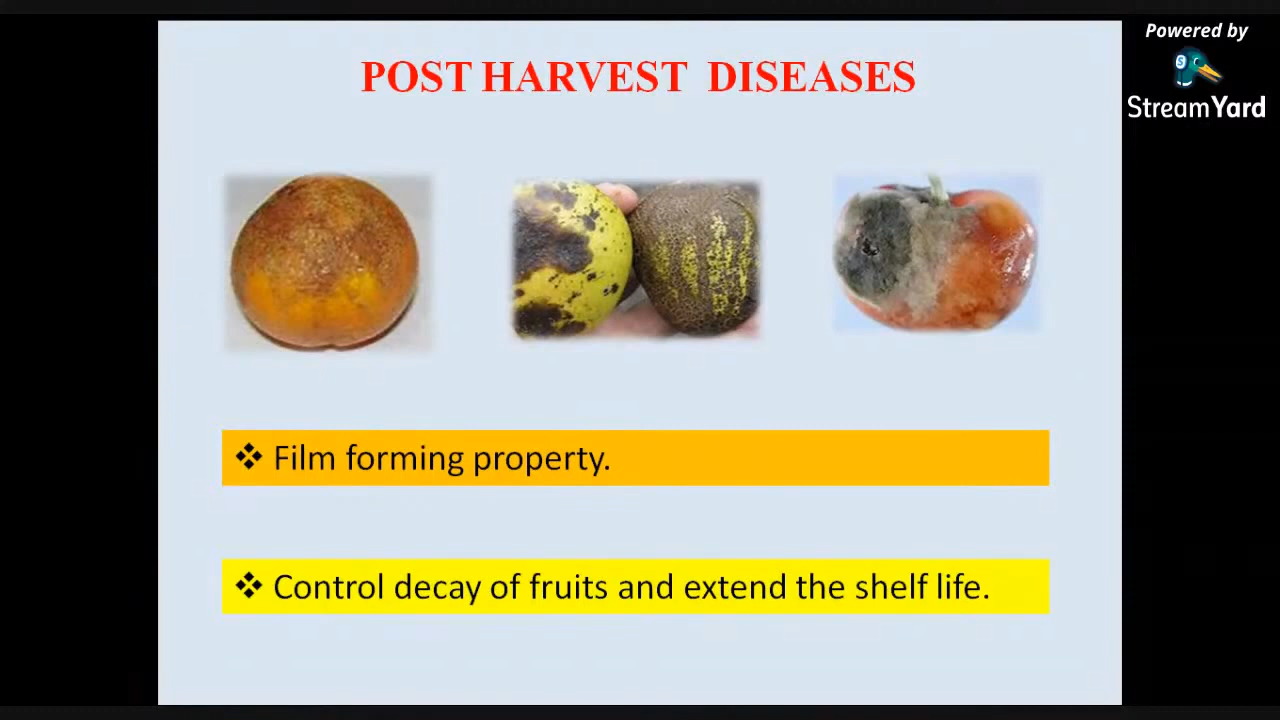 Powered by
StreamYard
POST HARVEST DISEASES
❖ Film forming property.
❖ Control decay of fruits and extend the shelf life.